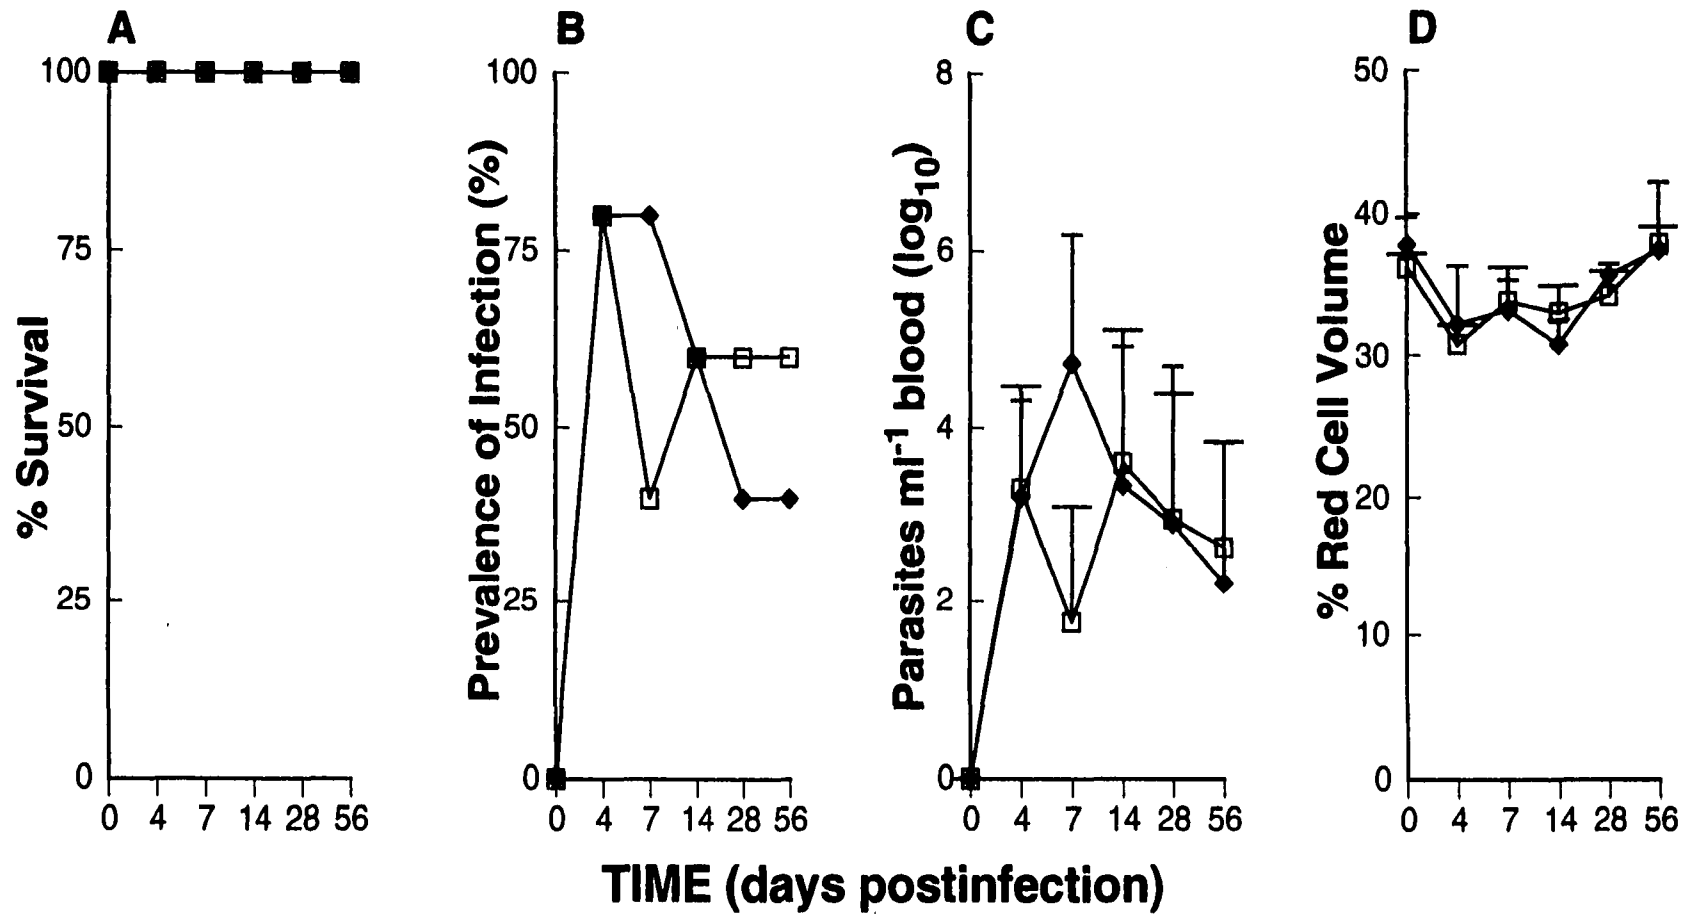 A
% Survival
100
75
50
25
0
0 4 7 14 28 56
B
Prevalence of Infection (%)
100
75
50
25
0
0 4 7 14 28 56
C
Parasites ml⁻¹ blood (log₁₀)
8
6
4
2
0
0 4 7 14 28 56
D
% Red Cell Volume
50
40
30
20
10
0
0 4 7 14 28 56
TIME (days postinfection)